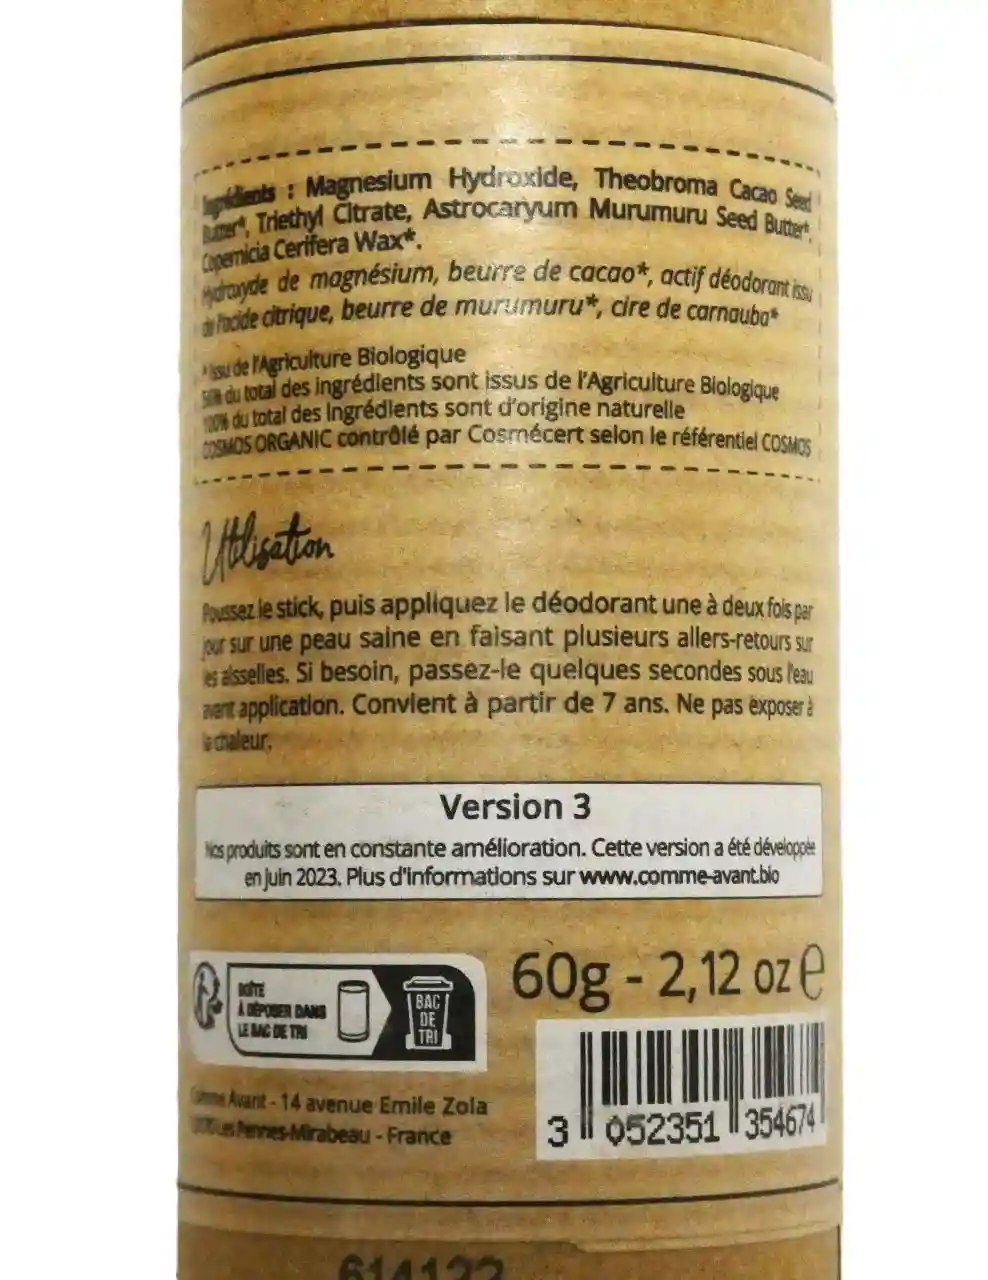 Ingrédients : Magnesium Hydroxide, Theobroma Cacao Seed
Butter*, Triethyl Citrate, Astrocaryum Murumuru Seed Butter*,
Copernicia Cerifera Wax*.
Hydroxyde de magnésium, beurre de cacao*, actif déodorant issu
de l'acide citrique, beurre de murumuru*, cire de carnauba*
* Issu de l'Agriculture Biologique
du total des ingrédients sont issus de l'Agriculture Biologique
100% du total des ingrédients sont d'origine naturelle
COSMOS ORGANIC contrôlé par Cosmécert selon le référentiel COSMOS
Utilisation
Poussez le stick, puis appliquez le déodorant une à deux fois par
jour sur une peau saine en faisant plusieurs allers-retours sur
les aisselles. Si besoin, passez-le quelques secondes sous l'eau
avant application. Convient à partir de 7 ans. Ne pas exposer à
la chaleur.
Version 3
Nos produits sont en constante amélioration. Cette version a été développée
en juin 2023. Plus d'informations sur www.comme-avant.bio
60g - 2,12 oz e
BOÎTE
À DÉPOSER DANS
LE BAC DE TRI
BAC
DE
TRI
Comme Avant - 14 avenue Emile Zola
Les Pennes-Mirabeau - France
3 052351 354674
614122